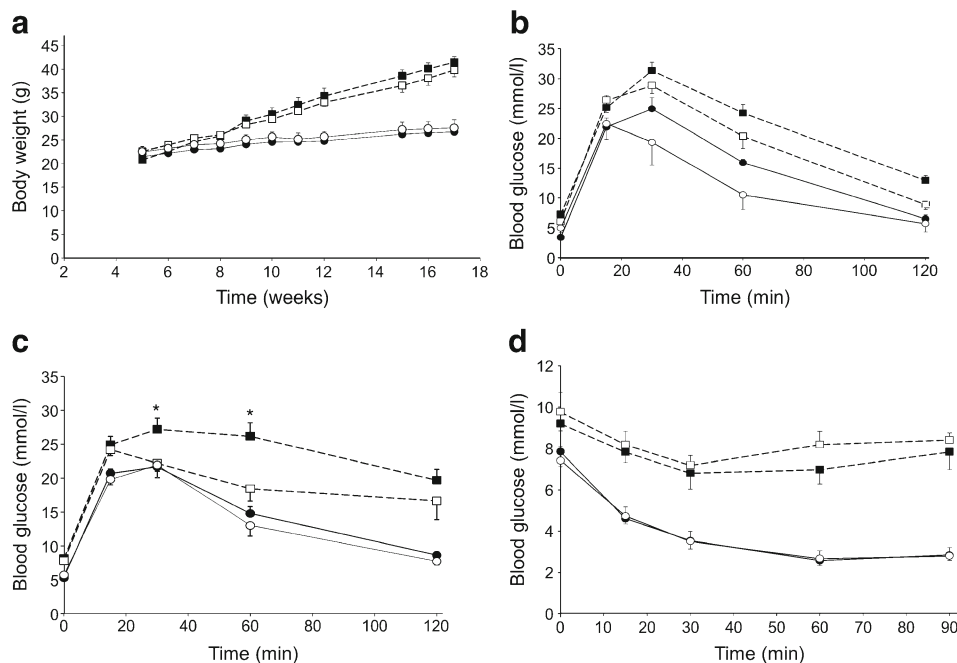 a
Body weight (g)
45
40
35
30
25
20
15
10
5
0
2 4 6 8 10 12 14 16 18
Time (weeks)
b
Blood glucose (mmol/l)
35
30
25
20
15
10
5
0
0 20 40 60 80 100 120
Time (min)
c
Blood glucose (mmol/l)
35
30
25
20
15
10
5
0
* *
0 20 40 60 80 100 120
Time (min)
d
Blood glucose (mmol/l)
12
10
8
6
4
2
0
0 10 20 30 40 50 60 70 80 90
Time (min)